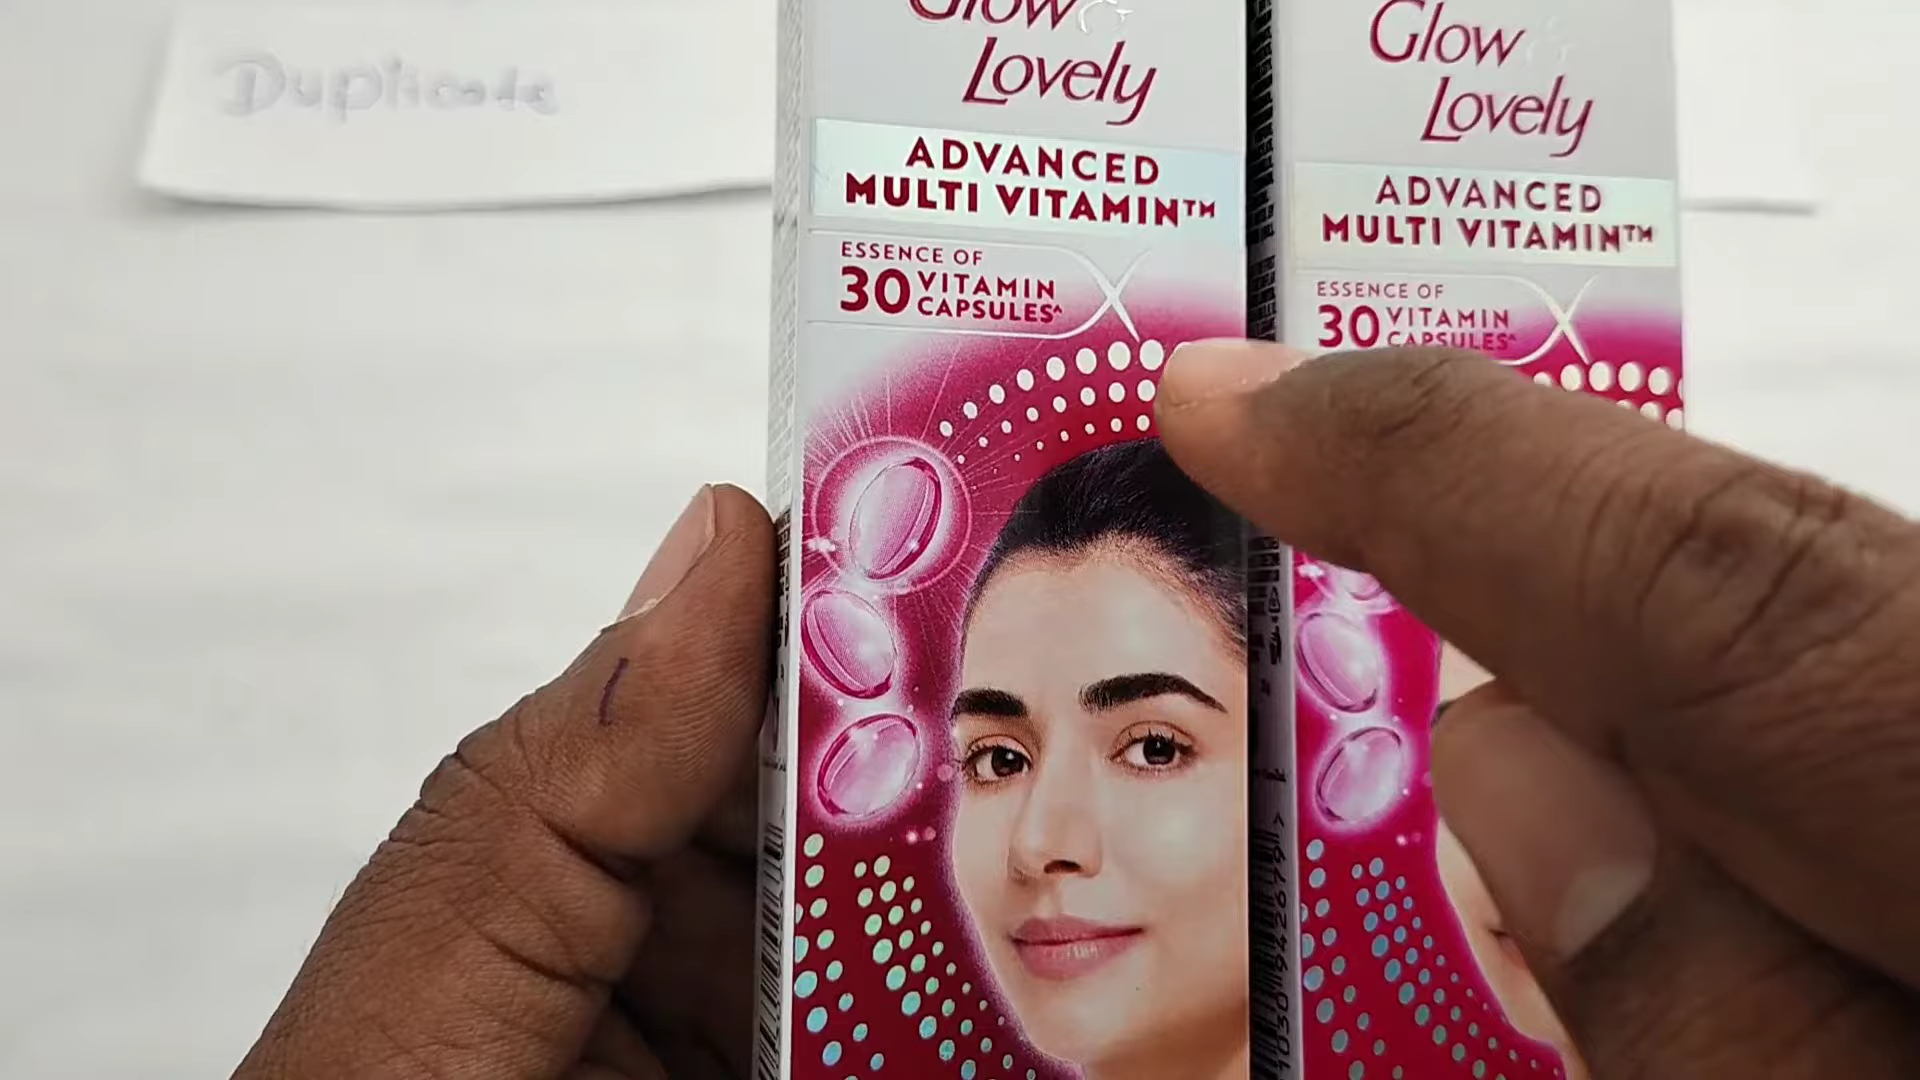 Duplicate
Glow &
Lovely
ADVANCED
MULTI VITAMIN™
ESSENCE OF
30 VITAMIN
CAPSULES^
Glow &
Lovely
ADVANCED
MULTI VITAMIN™
ESSENCE OF
30 VITAMIN
CAPSULES^